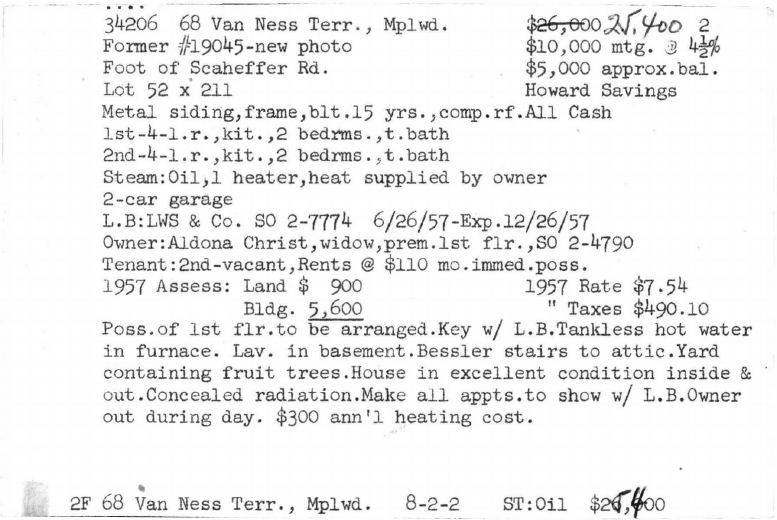 34206 68 Van Ness Terr., Mplwd. $26,000 25,400 2
Former #19045-new photo $10,000 mtg. @ 4½%
Foot of Scaheffer Rd. $5,000 approx.bal.
Lot 52 x 211 Howard Savings
Metal siding,frame,blt.15 yrs.,comp.rf.All Cash
1st-4-l.r.,kit.,2 bedrms.,t.bath
2nd-4-l.r.,kit.,2 bedrms.,t.bath
Steam:Oil,1 heater,heat supplied by owner
2-car garage
L.B:LWS & Co. SO 2-7774 6/26/57-Exp.12/26/57
Owner:Aldona Christ,widow,prem.1st flr.,SO 2-4790
Tenant:2nd-vacant,Rents @ $110 mo.immed.poss.
1957 Assess: Land $ 900 1957 Rate $7.54
Bldg. 5,600 " Taxes $490.10
Poss.of 1st flr.to be arranged.Key w/ L.B.Tankless hot water
in furnace. Lav. in basement.Bessler stairs to attic.Yard
containing fruit trees.House in excellent condition inside &
out.Concealed radiation.Make all appts.to show w/ L.B.Owner
out during day. $300 ann'l heating cost.
2F 68 Van Ness Terr., Mplwd. 8-2-2 ST:Oil $25,400